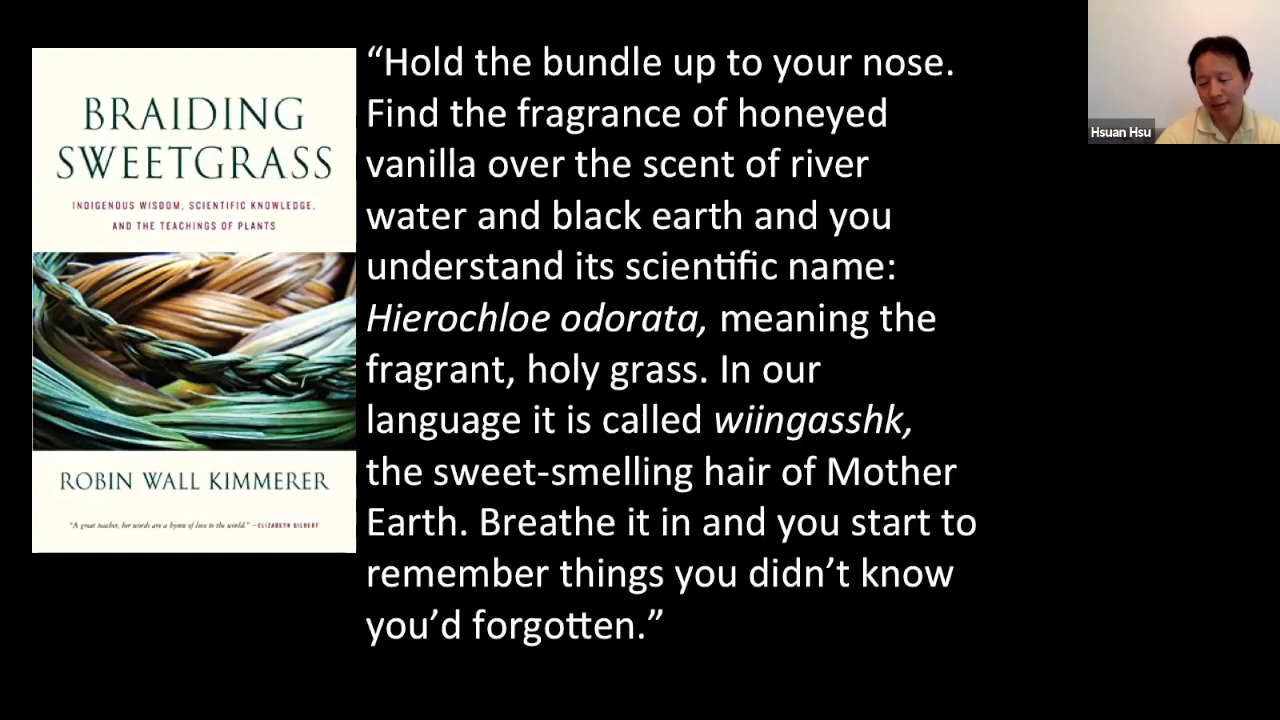 BRAIDING
SWEETGRASS
INDIGENOUS WISDOM, SCIENTIFIC KNOWLEDGE,
AND THE TEACHINGS OF PLANTS
ROBIN WALL KIMMERER
"A great teacher, her words are a hymn of love to the world." —ELIZABETH GILBERT
“Hold the bundle up to your nose.
Find the fragrance of honeyed
vanilla over the scent of river
water and black earth and you
understand its scientific name:
Hierochloe odorata, meaning the
fragrant, holy grass. In our
language it is called wiingasshk,
the sweet-smelling hair of Mother
Earth. Breathe it in and you start to
remember things you didn’t know
you’d forgotten.”
Hsuan Hsu